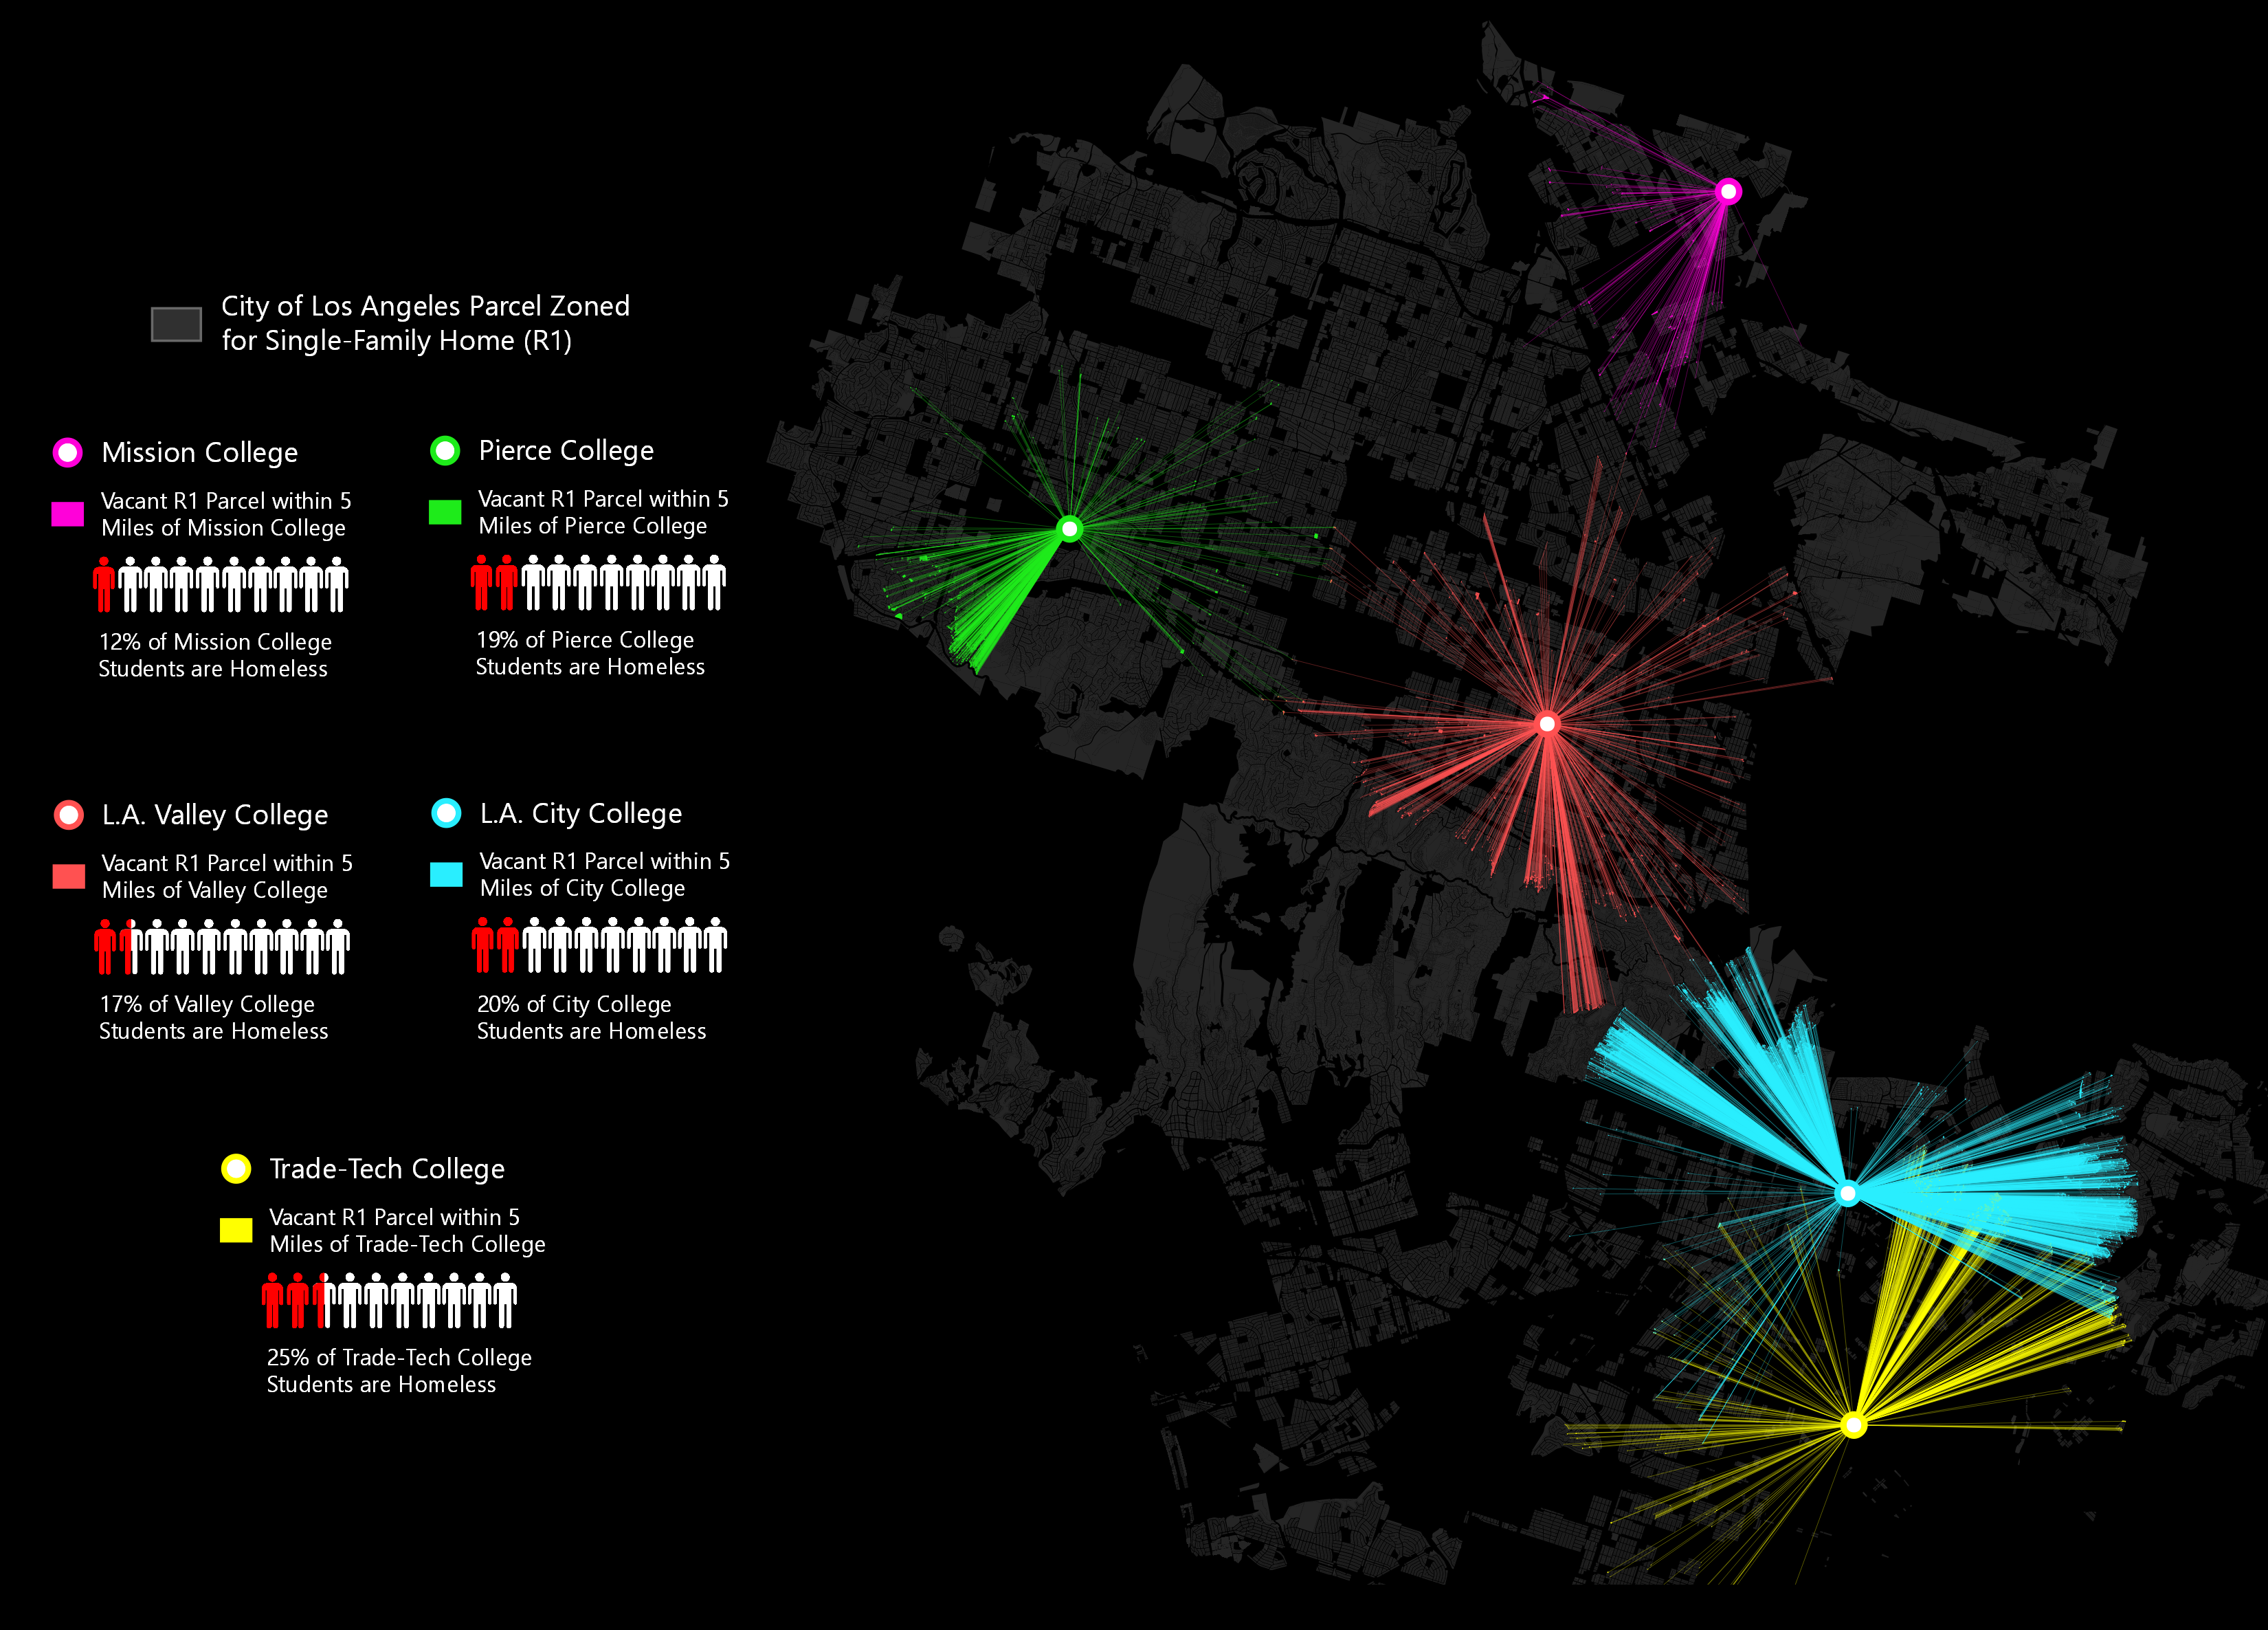 City of Los Angeles Parcel Zoned
for Single-Family Home (R1)
Mission College
Vacant R1 Parcel within 5
Miles of Mission College
12% of Mission College
Students are Homeless
Pierce College
Vacant R1 Parcel within 5
Miles of Pierce College
19% of Pierce College
Students are Homeless
L.A. Valley College
Vacant R1 Parcel within 5
Miles of Valley College
17% of Valley College
Students are Homeless
L.A. City College
Vacant R1 Parcel within 5
Miles of City College
20% of City College
Students are Homeless
Trade-Tech College
Vacant R1 Parcel within 5
Miles of Trade-Tech College
25% of Trade-Tech College
Students are Homeless